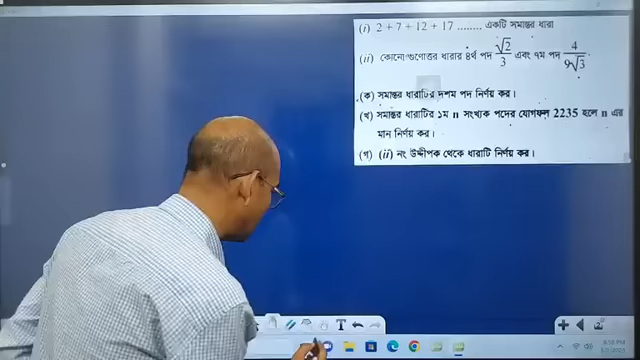 (i) 2 + 7 + 12 + 17 ........ একটি সমান্তর ধারা
(ii) কোনো গুণোত্তর ধারার ৪র্থ পদ √2/3 এবং ৭ম পদ 4/9√3
(ক) সমান্তর ধারাটির দশম পদ নির্ণয় কর।
(খ) সমান্তর ধারাটির ১ম n সংখ্যক পদের যোগফল 2235 হলে n এর
মান নির্ণয় কর।
(গ) (ii) নং উদ্দীপক থেকে ধারাটি নির্ণয় কর।